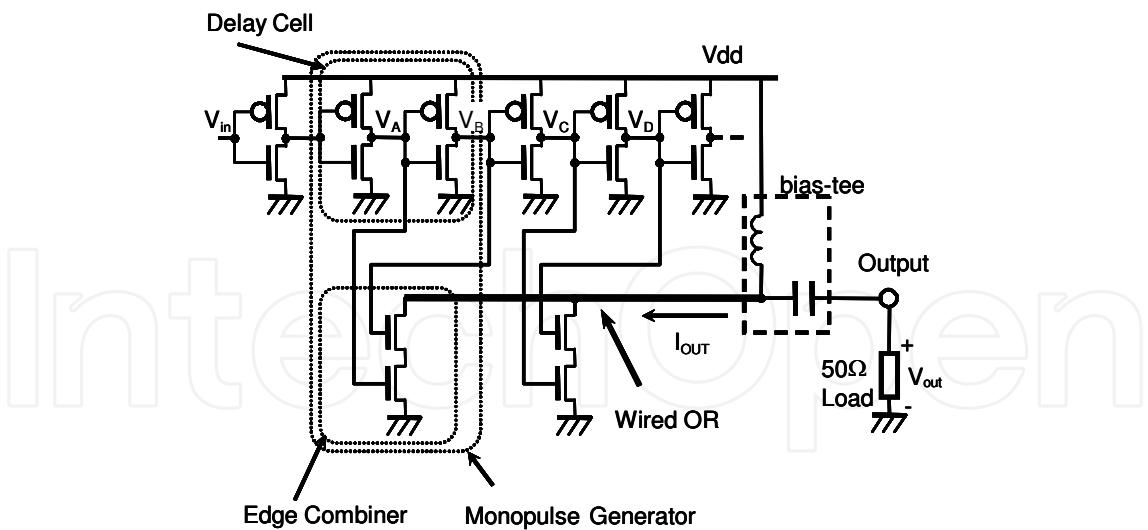 Delay Cell
Vdd
Vin
VA
VB
VC
VD
bias-tee
Output
IOUT
50Ω
Load
+
Vout
-
Wired OR
Edge Combiner
Monopulse Generator
IntechOpen